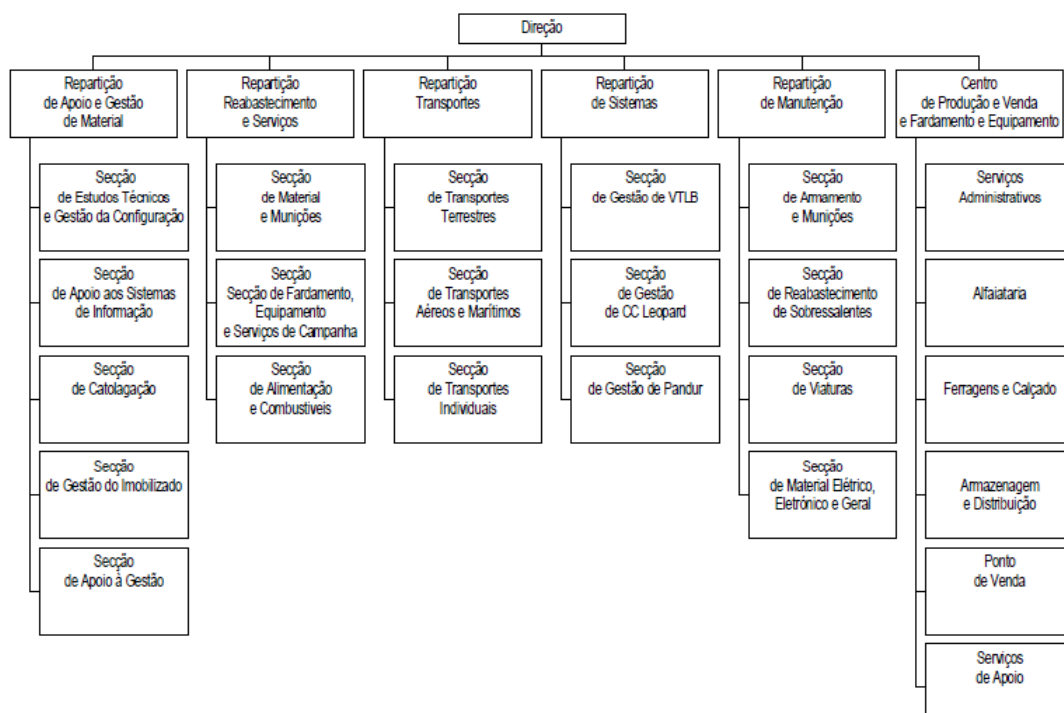 Direção
Repartição
de Apoio e Gestão
de Material
Repartição
Reabastecimento
e Serviços
Repartição
Transportes
Repartição
de Sistemas
Repartição
de Manutenção
Centro
de Produção e Venda
e Fardamento e Equipamento
Secção
de Estudos Técnicos
e Gestão da Configuração
Secção
de Material
e Munições
Secção
de Transportes
Terrestres
Secção
de Gestão de VTLB
Secção
de Armamento
e Munições
Serviços
Administrativos
Secção
de Apoio aos Sistemas
de Informação
Secção
Secção de Fardamento,
Equipamento
e Serviços de Campanha
Secção
de Transportes
Aéreos e Marítimos
Secção
de Gestão
de CC Leopard
Secção
de Reabastecimento
de Sobressalentes
Alfaiataria
Secção
de Catolagação
Secção
de Alimentação
e Combustiveis
Secção
de Transportes
Individuais
Secção
de Gestão de Pandur
Secção
de Viaturas
Ferragens e Calçado
Secção
de Gestão do Imobilizado
Secção
de Material Elétrico,
Eletrónico e Geral
Armazenagem
e Distribuição
Secção
de Apoio à Gestão
Ponto
de Venda
Serviços
de Apoio